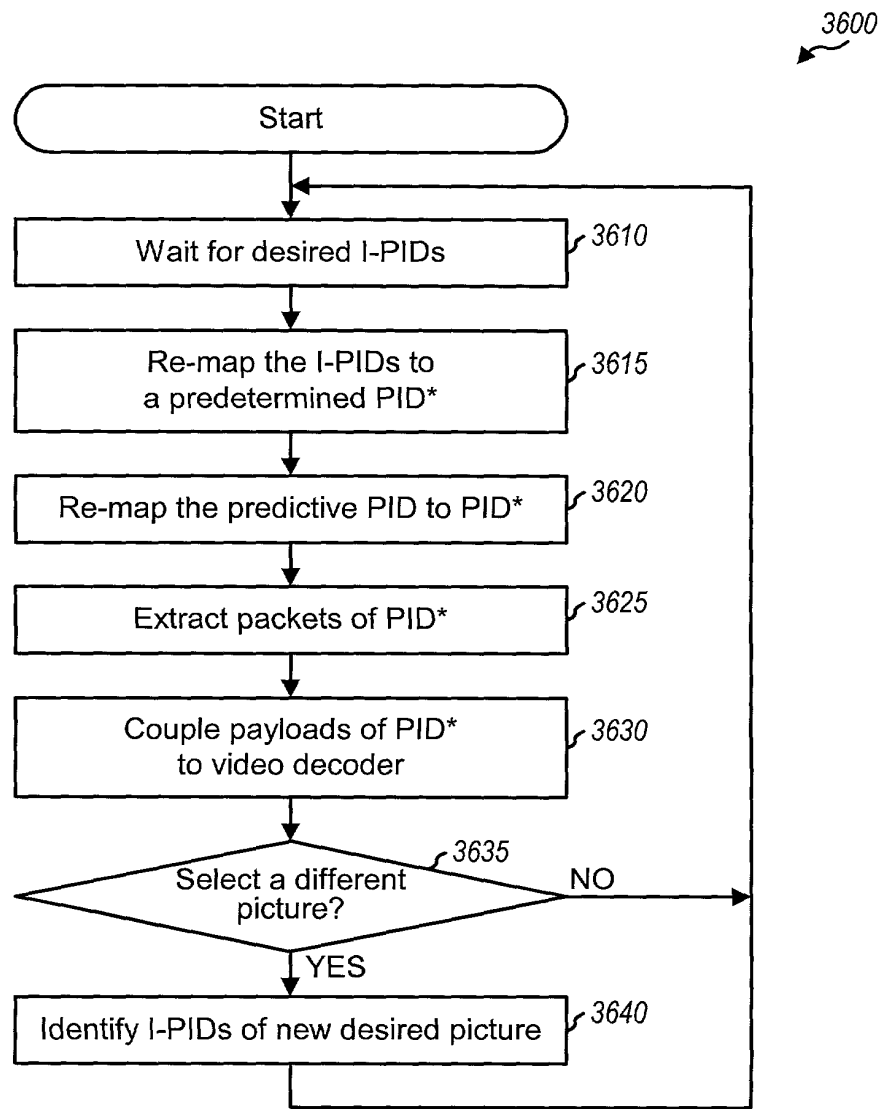 3600
Start
Wait for desired I-PIDs
3610
Re-map the I-PIDs to
a predetermined PID*
3615
Re-map the predictive PID to PID*
3620
Extract packets of PID*
3625
Couple payloads of PID*
to video decoder
3630
3635
Select a different
picture?
NO
YES
Identify I-PIDs of new desired picture
3640